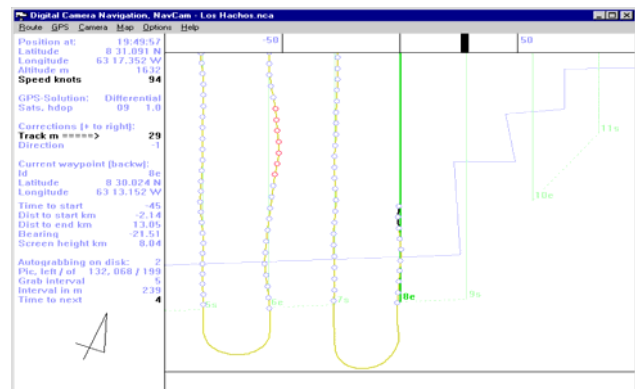 Digital Camera Navigation, NavCam - Los Hachos.nca
Route GPS Camera Map Options Help
Position at: 19:49:57
Latitude 8 31.091 N
Longitude 63 17.352 W
Altitude m 1632
Speed knots 94
GPS-Solution: Differential
Sats, hdop 09 1.0
Corrections (+ to right):
Track m =====> 29
Direction -1
Current waypoint (backw):
Id 8e
Latitude 8 30.024 N
Longitude 63 13.152 W
Time to start -45
Dist to start km -2.14
Dist to end km 13.05
Bearing -21.51
Screen height km 8.04
Autograbbing on disk: 2
Pic, left / of 132, 068 / 199
Grab interval 5
Interval in m 239
Time to next 4
-50 50
11s
10e
5e 6e 7s 8e 9s